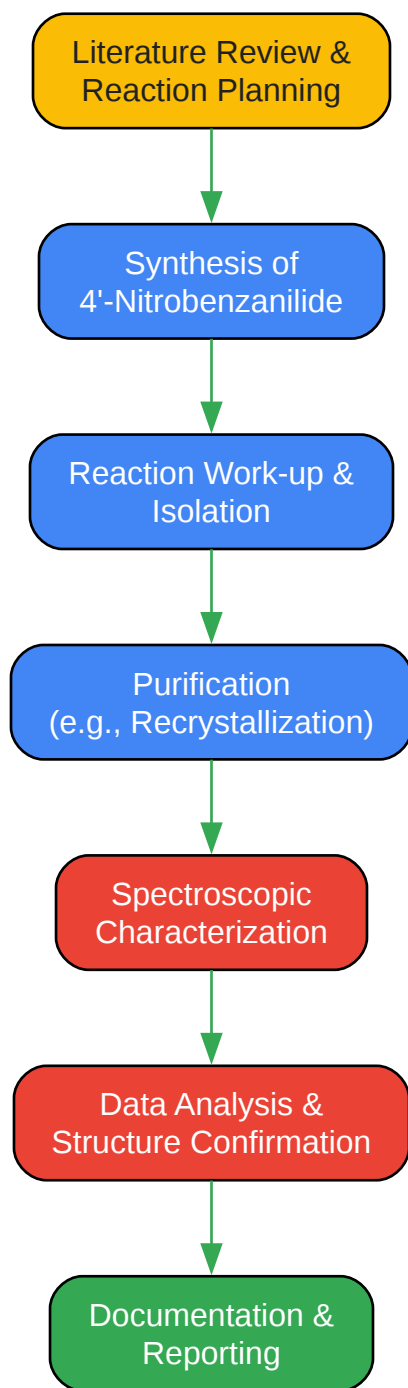 Literature Review &
Reaction Planning
Synthesis of
4'-Nitrobenzanilide
Reaction Work-up &
Isolation
Purification
(e.g., Recrystallization)
Spectroscopic
Characterization
Data Analysis &
Structure Confirmation
Documentation &
Reporting